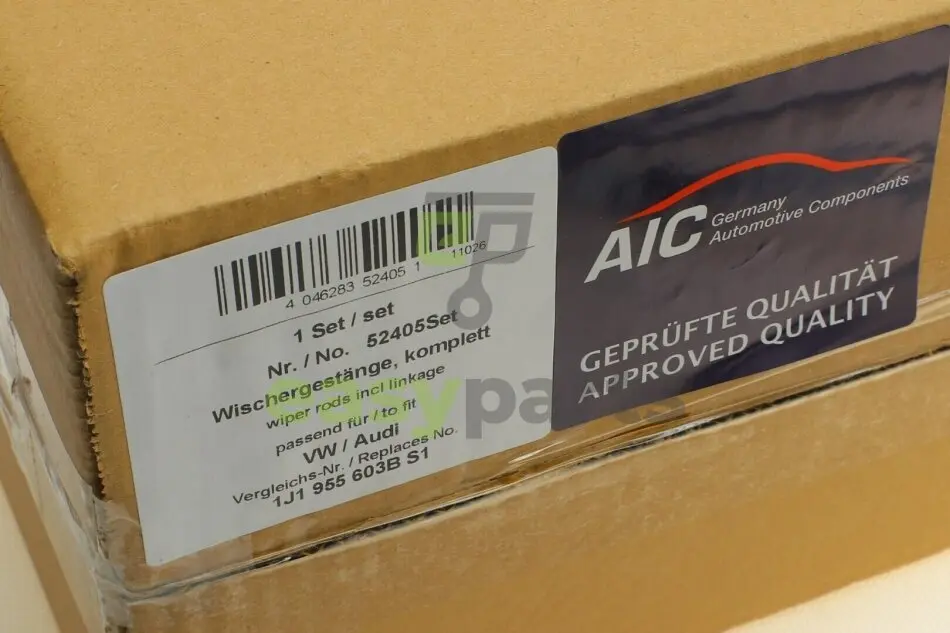 4 046283 52405 1
11026
1 Set / set
Nr. / No. 52405Set
Wischergestänge, komplett
wiper rods incl linkage
passend für / to fit
VW / Audi
Vergleichs-Nr. / Replaces No.
1J1 955 603B S1
AIC Germany
Automotive Components
GEPRÜFTE QUALITÄT
APPROVED QUALITY
easyparts